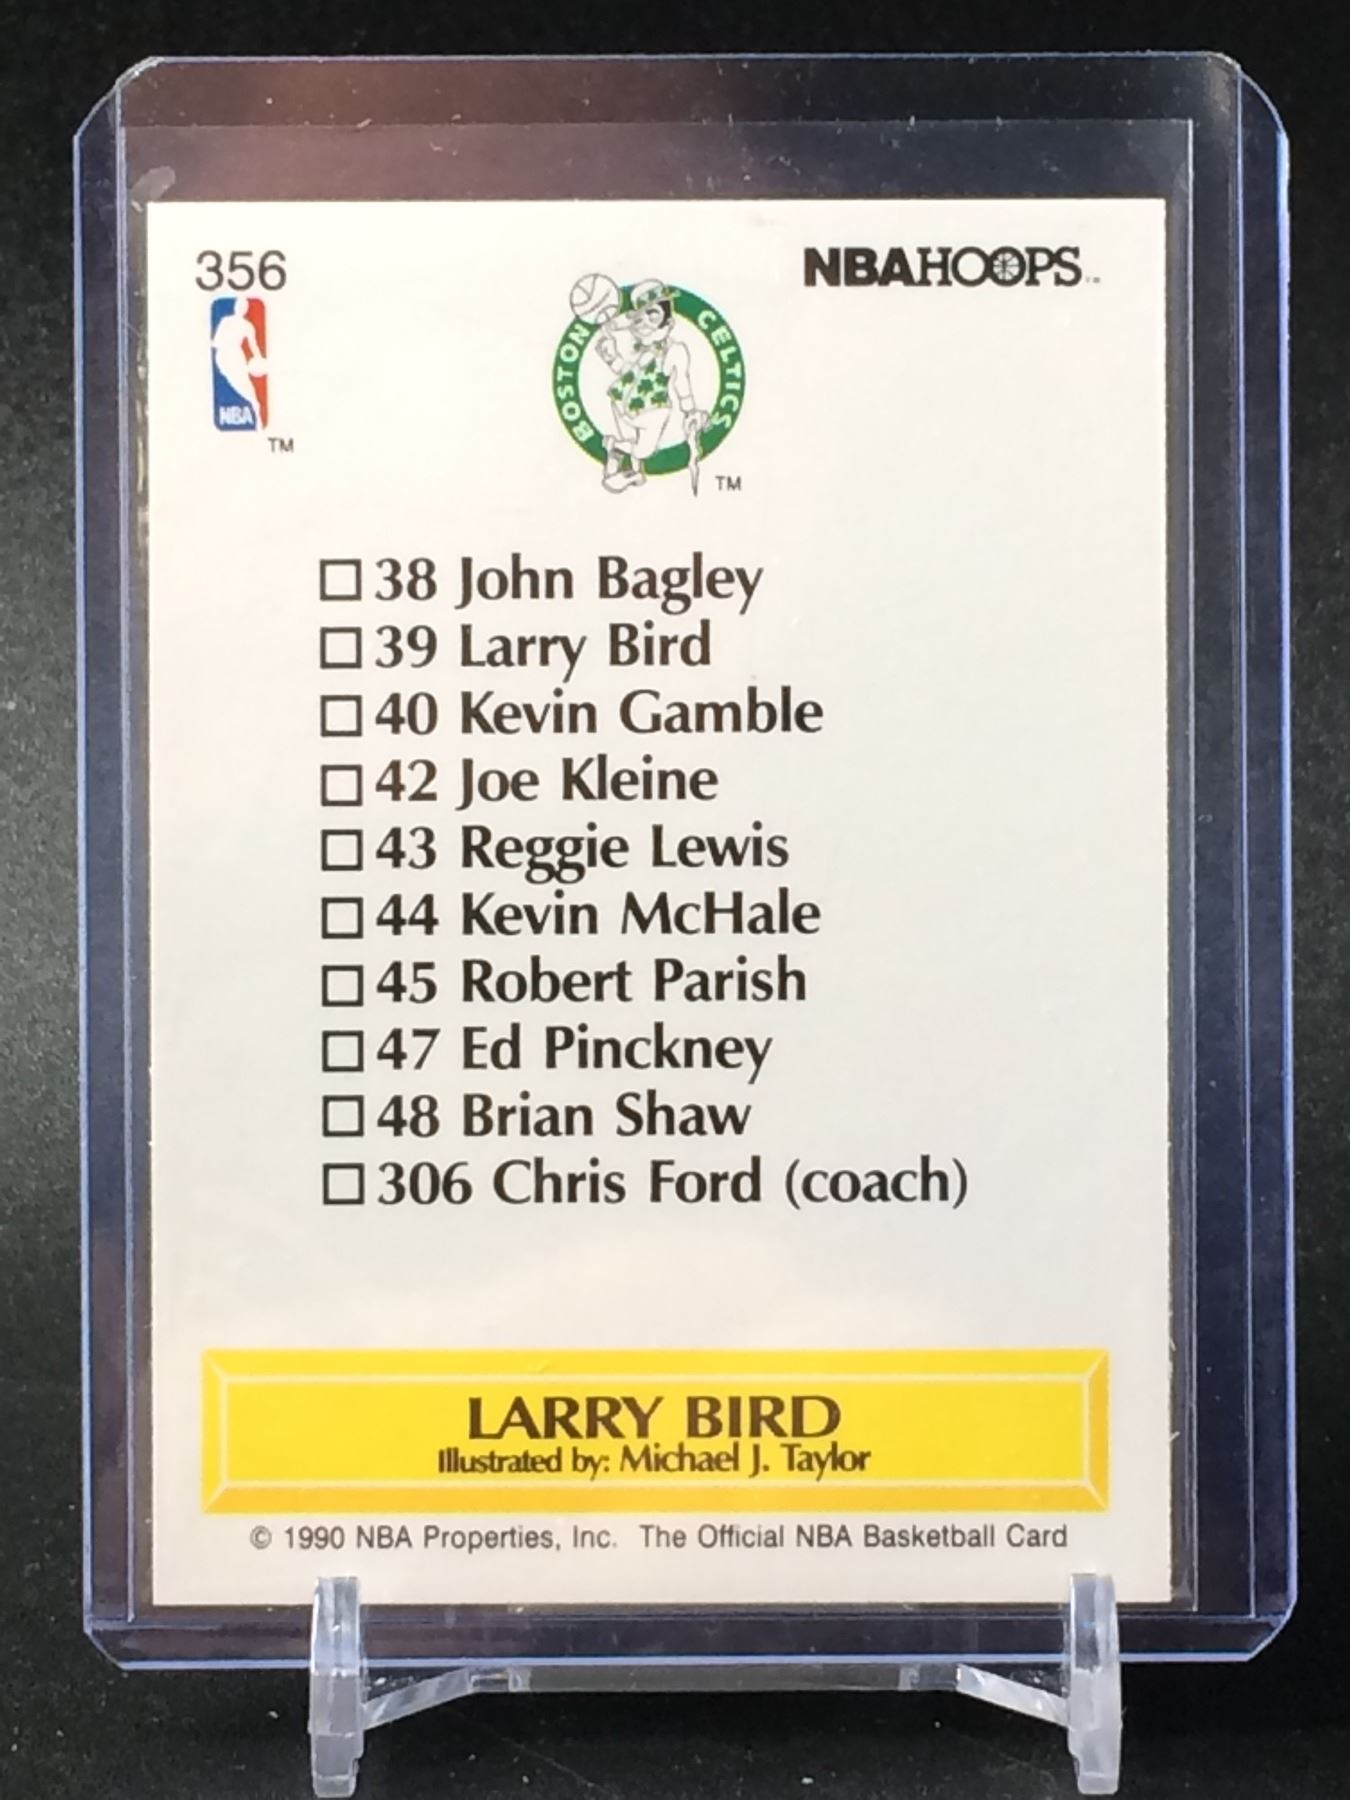 356
NBA HOOPS
NBA
TM
BOSTON CELTICS
TM
38 John Bagley
39 Larry Bird
40 Kevin Gamble
42 Joe Kleine
43 Reggie Lewis
44 Kevin McHale
45 Robert Parish
47 Ed Pinckney
48 Brian Shaw
306 Chris Ford (coach)
LARRY BIRD
Illustrated by: Michael J. Taylor
© 1990 NBA Properties, Inc. The Official NBA Basketball Card